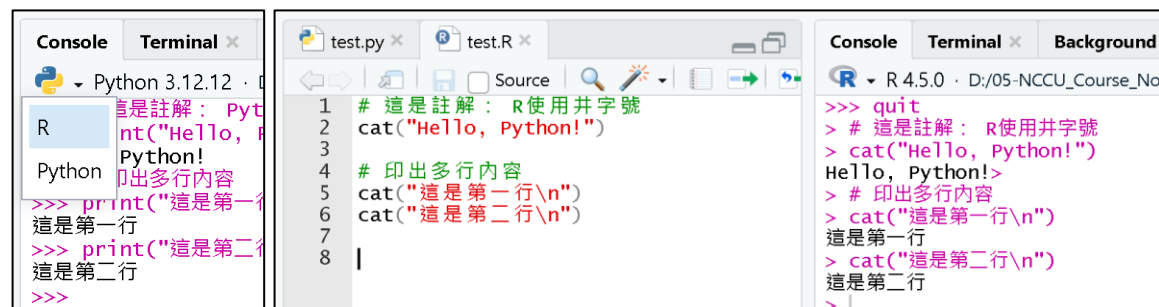 Console Terminal ×
Python 3.12.12 ·
R
Python
這是註解： Pyt
nt("Hello,
Python!
印出多行內容
>>> print("這是第一行
這是第一行
>>> print("這是第二行
這是第二行
>>>
test.py × test.R ×
Source
1 # 這是註解： R使用井字號
2 cat("Hello, Python!")
3
4 # 印出多行內容
5 cat("這是第一行\n")
6 cat("這是第二行\n")
7
8
Console Terminal × Background
R 4.5.0 · D:/05-NCCU_Course_No
>>> quit
> # 這是註解： R使用井字號
> cat("Hello, Python!")
Hello, Python!>
> # 印出多行內容
> cat("這是第一行\n")
這是第一行
> cat("這是第二行\n")
這是第二行
>